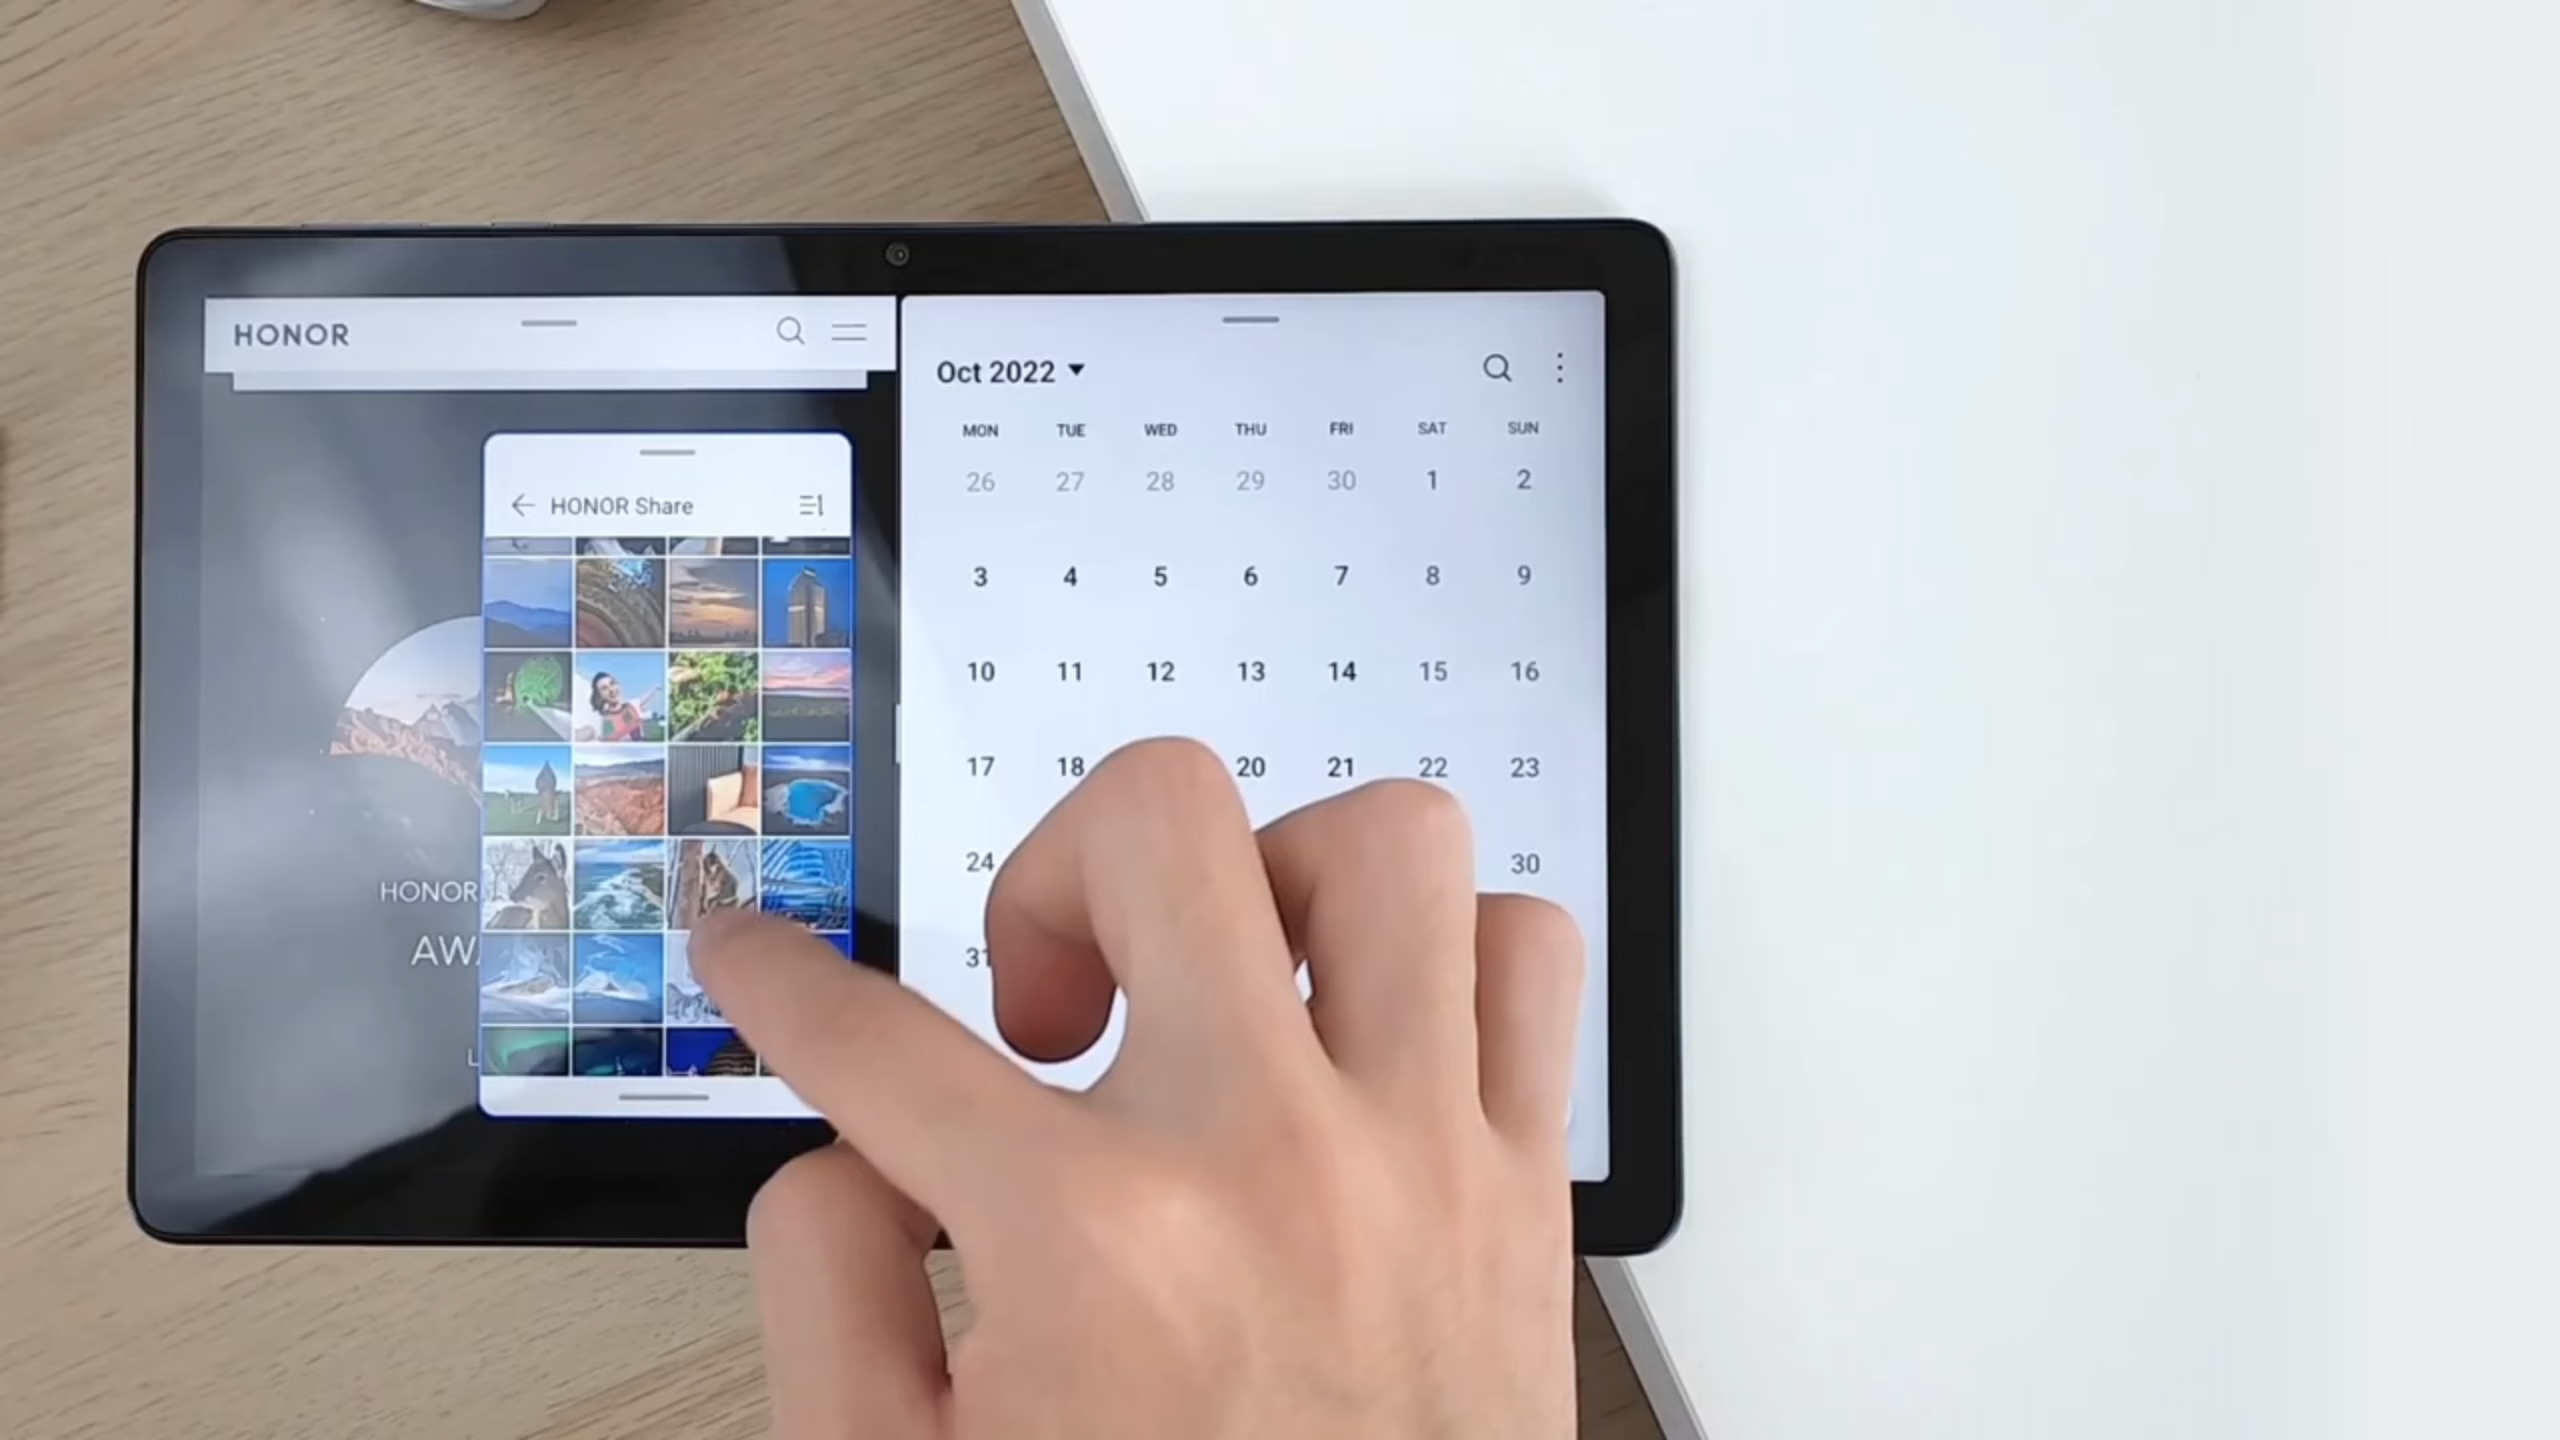 HONOR
HONOR Share
HONOR
Oct 2022
MON TUE WED THU FRI SAT SUN
26 27 28 29 30 1 2
3 4 5 6 7 8 9
10 11 12 13 14 15 16
17 18 20 21 22 23
24 30
31